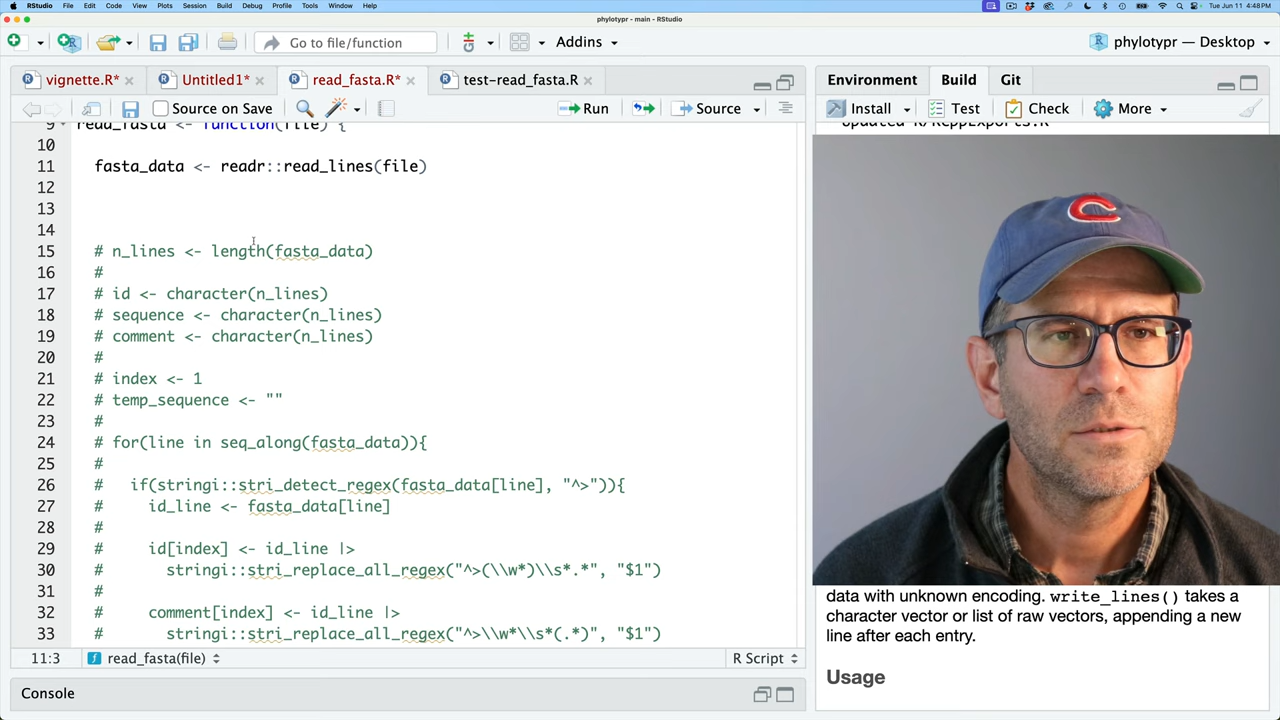 RStudio File Edit Code View Plots Session Build Debug Profile Tools Window Help Tue Jun 11 4:48 PM
phylotypr - main - RStudio
Go to file/function Addins phylotypr — Desktop
vignette.R* Untitled1* read_fasta.R* test-read_fasta.R
Environment Build Git
Source on Save Run Source
Install Test Check More
9 read_fasta <- function(file) {
10
11 fasta_data <- readr::read_lines(file)
12
13
14
15 # n_lines <- length(fasta_data)
16 #
17 # id <- character(n_lines)
18 # sequence <- character(n_lines)
19 # comment <- character(n_lines)
20 #
21 # index <- 1
22 # temp_sequence <- ""
23 #
24 # for(line in seq_along(fasta_data)){
25 #
26 # if(stringi::stri_detect_regex(fasta_data[line], "^>")){
27 # id_line <- fasta_data[line]
28 #
29 # id[index] <- id_line |>
30 # stringi::stri_replace_all_regex("^>(\\w*)\\s*.*", "$1")
31 #
32 # comment[index] <- id_line |>
33 # stringi::stri_replace_all_regex("^>\\w*\\s*(.*)", "$1")
11:3 read_fasta(file) R Script
Console
Updated R/RcppExports.R
C
data with unknown encoding. write_lines() takes a
character vector or list of raw vectors, appending a new
line after each entry.
Usage